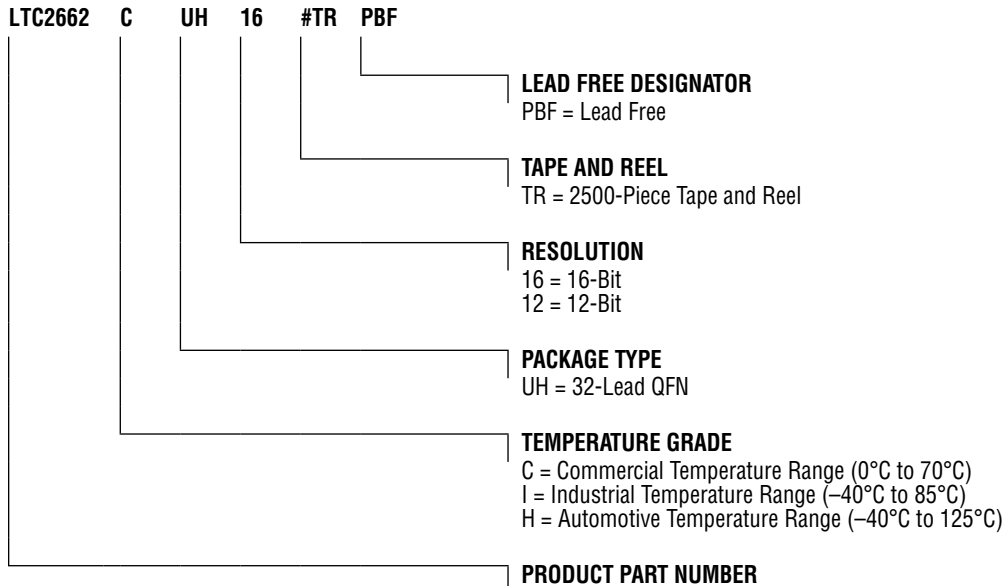 LTC2662 C UH 16 #TR PBF
LEAD FREE DESIGNATOR
PBF = Lead Free
TAPE AND REEL
TR = 2500-Piece Tape and Reel
RESOLUTION
16 = 16-Bit
12 = 12-Bit
PACKAGE TYPE
UH = 32-Lead QFN
TEMPERATURE GRADE
C = Commercial Temperature Range (0°C to 70°C)
I = Industrial Temperature Range (–40°C to 85°C)
H = Automotive Temperature Range (–40°C to 125°C)
PRODUCT PART NUMBER